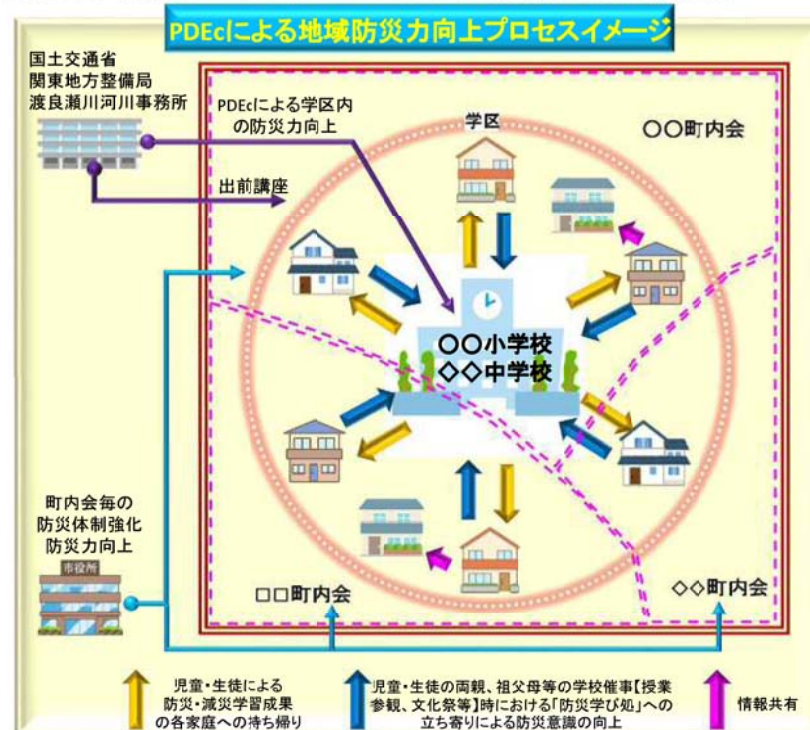 PDEcによる地域防災力向上プロセスイメージ
国土交通省
関東地方整備局
渡良瀬川河川事務所
PDEcによる学区内
の防災力向上
出前講座
学区
〇〇町内会
〇〇小学校
◇◇中学校
町内会毎の
防災体制強化
防災力向上
市役所
□□町内会
◇◇町内会
児童・生徒による
防災・減災学習成果
の各家庭への持ち帰り
児童・生徒の両親、祖父母等の学校催事【授業
参観、文化祭等】時における「防災学び処」への
立ち寄りによる防災意識の向上
情報共有